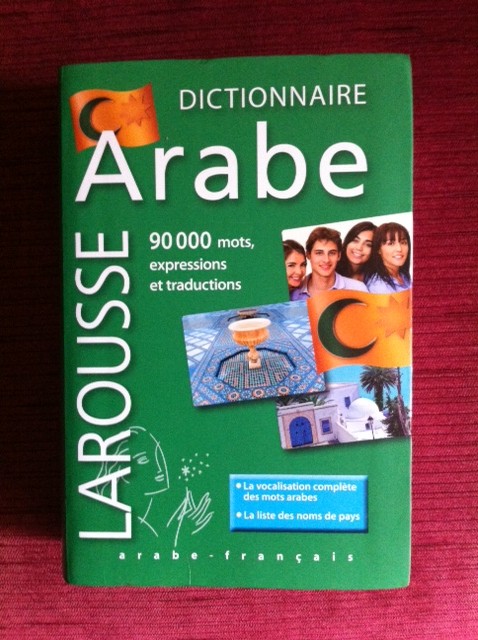 DICTIONNAIRE
Arabe
LAROUSSE
90 000 mots,
expressions
et traductions
• La vocalisation complète
des mots arabes
• La liste des noms de pays
arabe-français